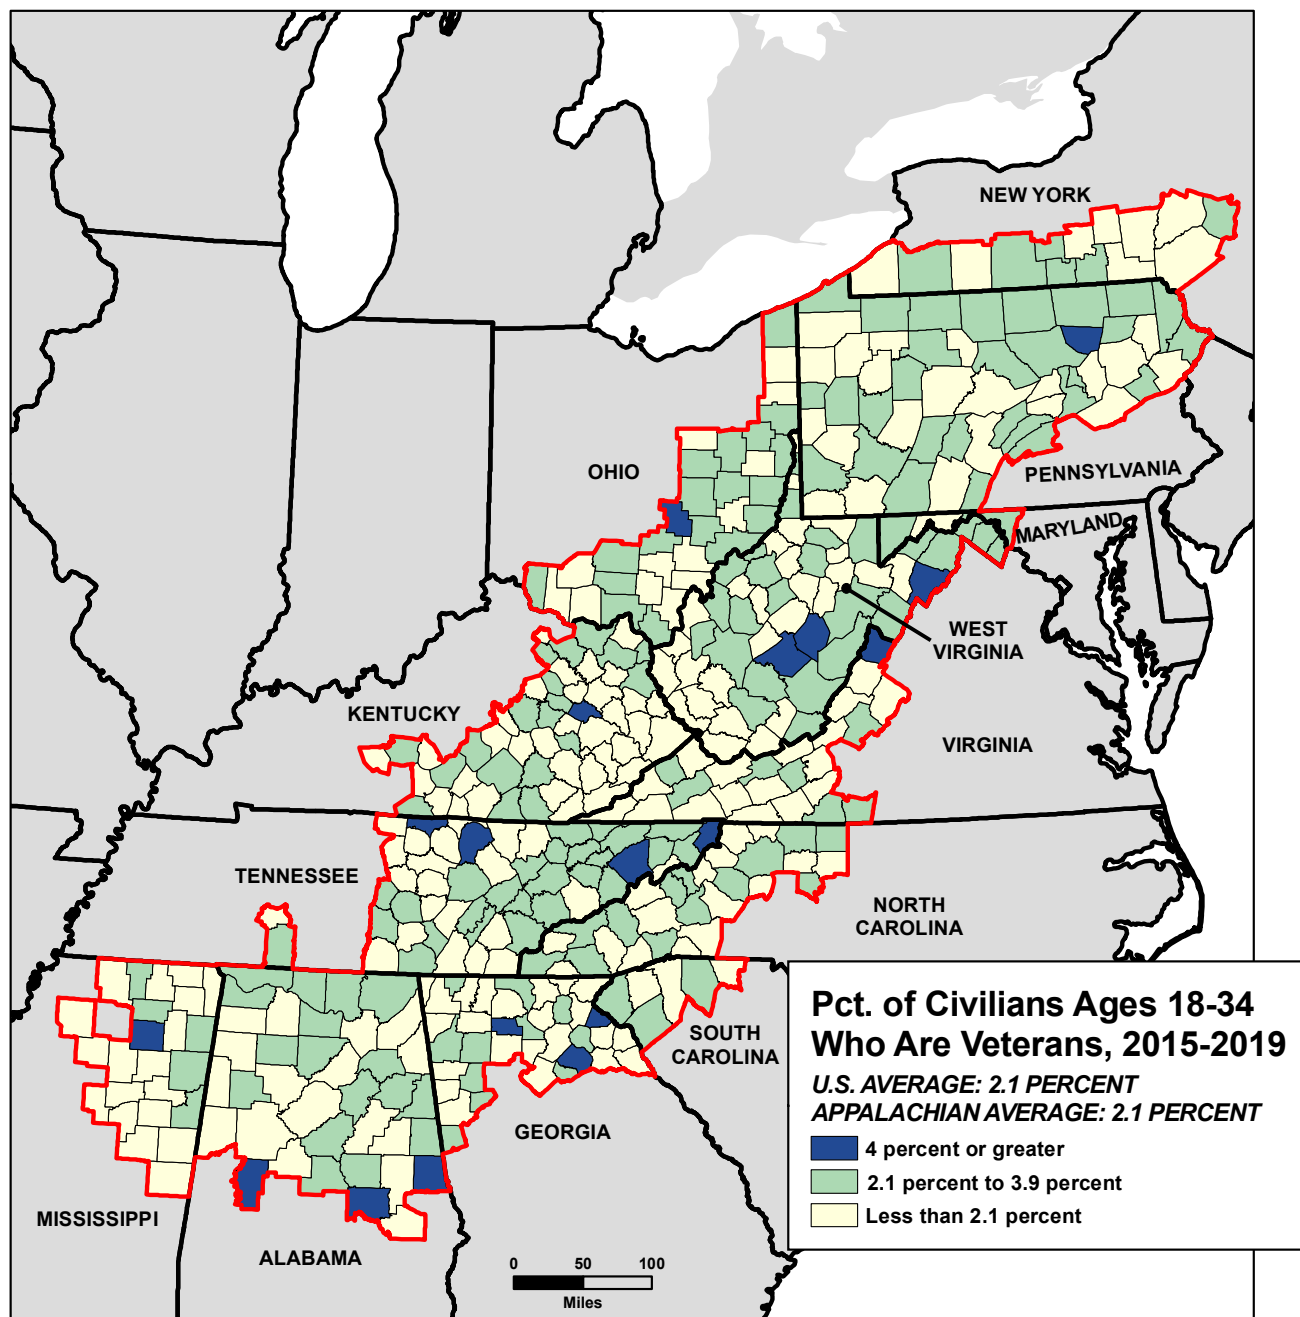 NEW YORK
OHIO
PENNSYLVANIA
MARYLAND
WEST
VIRGINIA
KENTUCKY
VIRGINIA
TENNESSEE
NORTH
CAROLINA
SOUTH
CAROLINA
GEORGIA
MISSISSIPPI
ALABAMA
Pct. of Civilians Ages 18-34
Who Are Veterans, 2015-2019
U.S. AVERAGE: 2.1 PERCENT
APPALACHIAN AVERAGE: 2.1 PERCENT
4 percent or greater
2.1 percent to 3.9 percent
Less than 2.1 percent
0 50 100
Miles